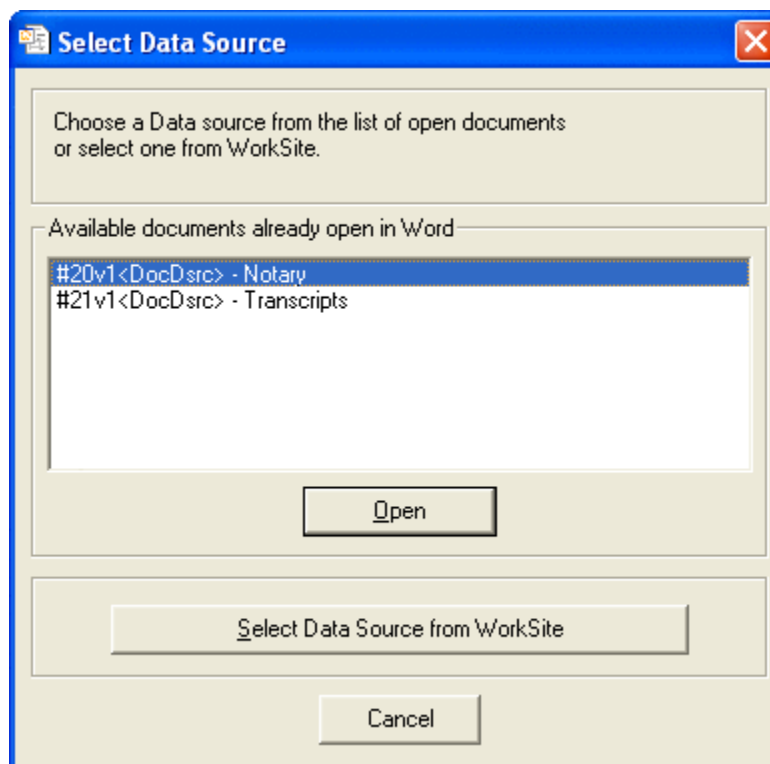 Select Data Source
Choose a Data source from the list of open documents
or select one from WorkSite.
Available documents already open in Word
#20v1<DocDsrc> - Notary
#21v1<DocDsrc> - Transcripts
Open
Select Data Source from WorkSite
Cancel